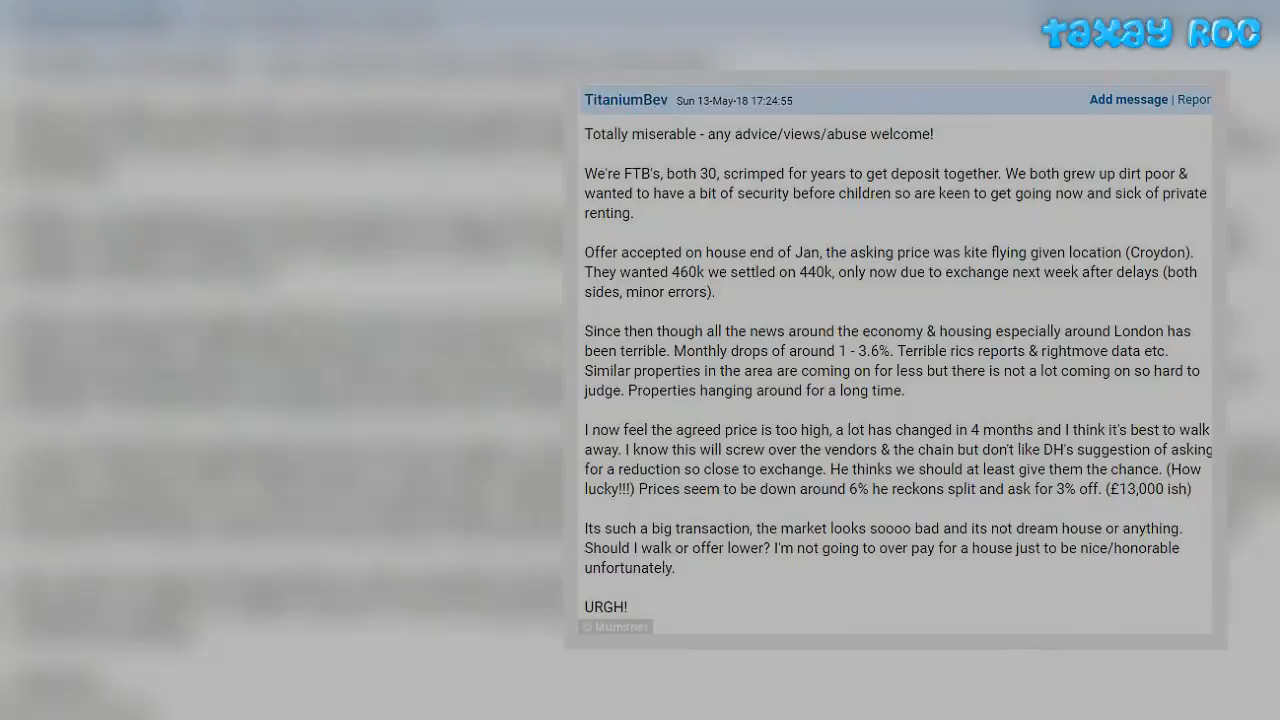 taxay ROC
TitaniumBev Sun 13-May-18 17:24:55 Add message | Repor
Totally miserable - any advice/views/abuse welcome!
We're FTB's, both 30, scrimped for years to get deposit together. We both grew up dirt poor &
wanted to have a bit of security before children so are keen to get going now and sick of private
renting.
Offer accepted on house end of Jan, the asking price was kite flying given location (Croydon).
They wanted 460k we settled on 440k, only now due to exchange next week after delays (both
sides, minor errors).
Since then though all the news around the economy & housing especially around London has
been terrible. Monthly drops of around 1 - 3.6%. Terrible rics reports & rightmove data etc.
Similar properties in the area are coming on for less but there is not a lot coming on so hard to
judge. Properties hanging around for a long time.
I now feel the agreed price is too high, a lot has changed in 4 months and I think it's best to walk
away. I know this will screw over the vendors & the chain but don't like DH's suggestion of asking
for a reduction so close to exchange. He thinks we should at least give them the chance. (How
lucky!!!) Prices seem to be down around 6% he reckons split and ask for 3% off. (£13,000 ish)
Its such a big transaction, the market looks soooo bad and its not dream house or anything.
Should I walk or offer lower? I'm not going to over pay for a house just to be nice/honorable
unfortunately.
URGH!
© Mumsnet